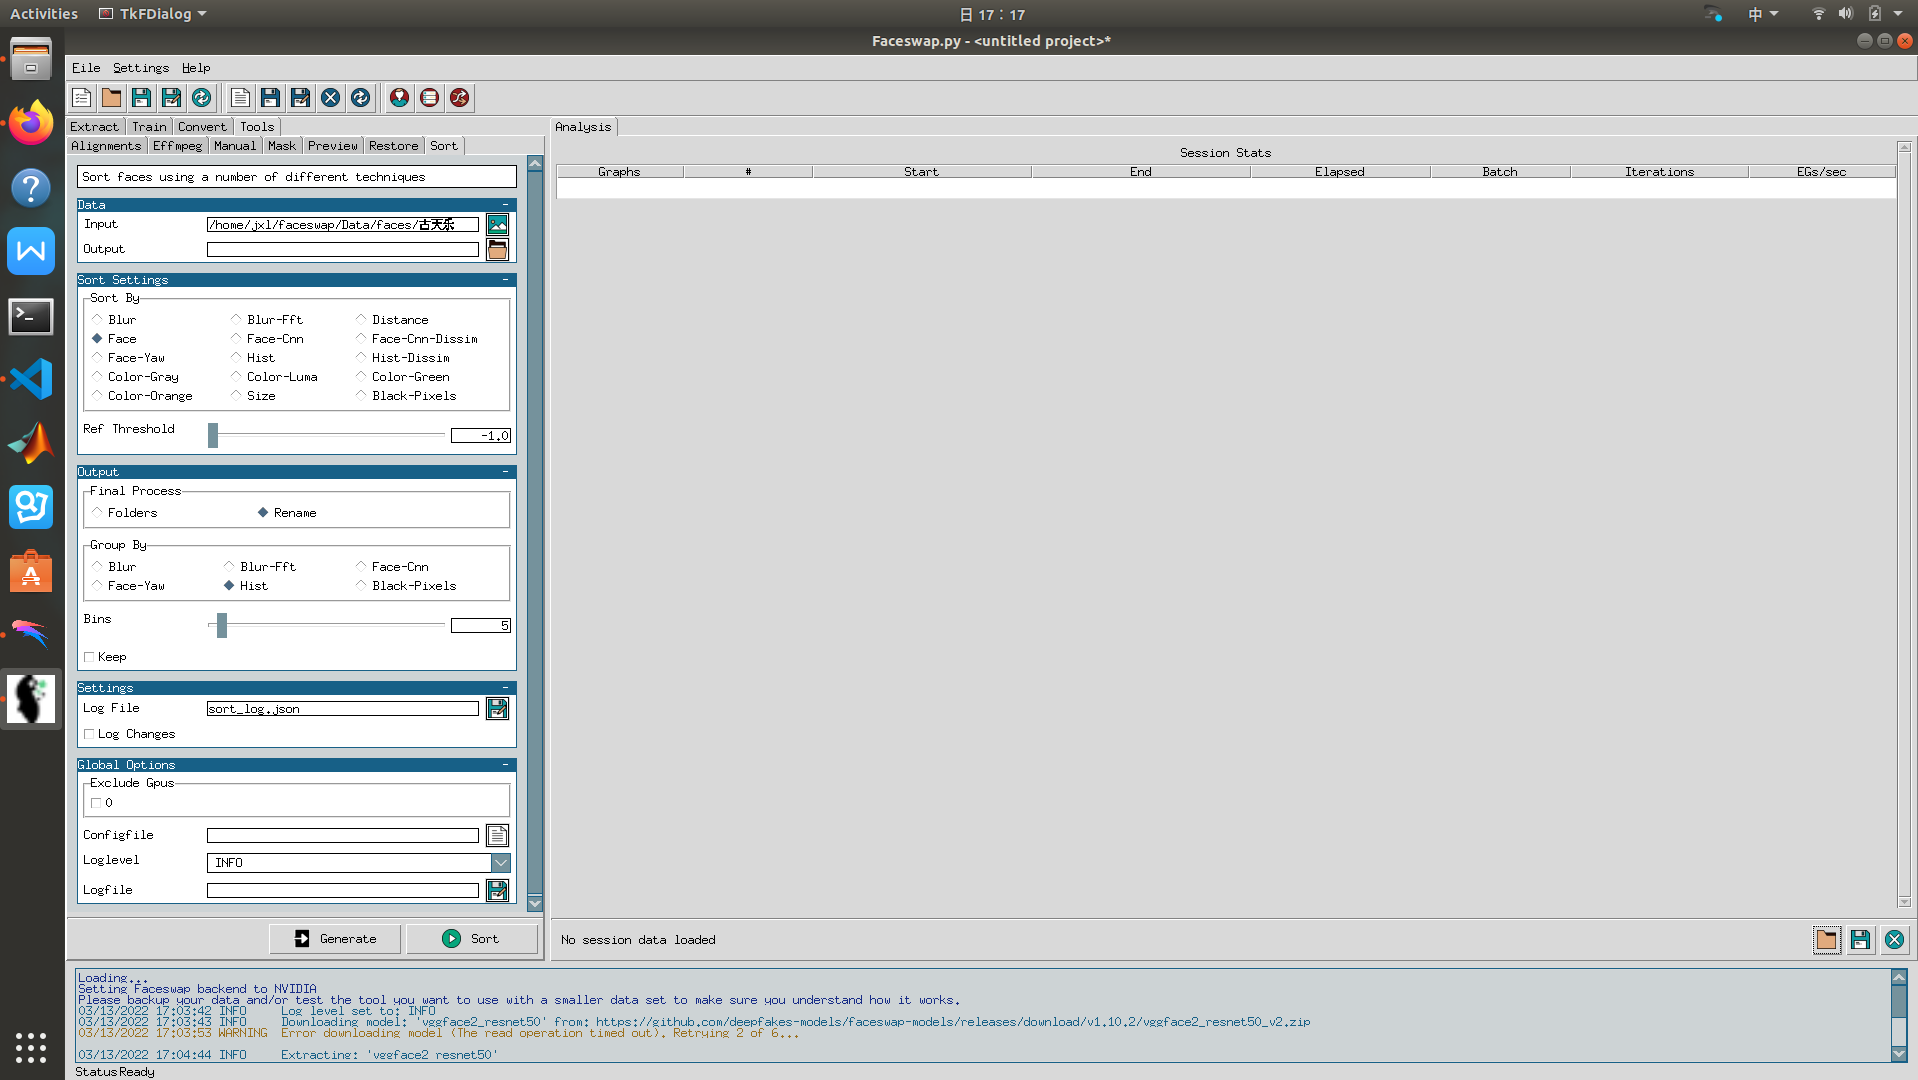 Activities TkFDialog 日 17：17 中
Faceswap.py - <untitled project>*
Eile Settings Help
Extract Train Convert Tools
Alignments Effmpeg Manual Mask Preview Restore Sort
Sort faces using a number of different techniques
Data -
Input /home/jxl/faceswap/Data/faces/古天乐
Output
Sort Settings -
Sort By
Blur Blur-Fft Distance
Face Face-Cnn Face-Cnn-Dissim
Face-Yaw Hist Hist-Dissim
Color-Gray Color-Luma Color-Green
Color-Orange Size Black-Pixels
Ref Threshold -1.0
Output -
Final Process
Folders Rename
Group By
Blur Blur-Fft Face-Cnn
Face-Yaw Hist Black-Pixels
Bins 5
Keep
Settings -
Log File sort_log.json
Log Changes
Global Options -
Exclude Gpus
0
Configfile
Loglevel INFO
Logfile
Generate Sort
Analysis
Session Stats
Graphs # Start End Elapsed Batch Iterations EGs/sec
No session data loaded
Loading...
Setting Faceswap backend to NVIDIA
Please backup your data and/or test the tool you want to use with a smaller data set to make sure you understand how it works.
03/13/2022 17:03:42 INFO Log level set to: INFO
03/13/2022 17:03:43 INFO Downloading model: 'vggface2_resnet50' from: https://github.com/deepfakes-models/faceswap-models/releases/download/v1.10.2/vggface2_resnet50_v2.zip
03/13/2022 17:03:53 WARNING Error downloading model (The read operation timed out). Retrying 2 of 6...
03/13/2022 17:04:44 INFO Extracting: 'vggface2_resnet50'
Status Ready